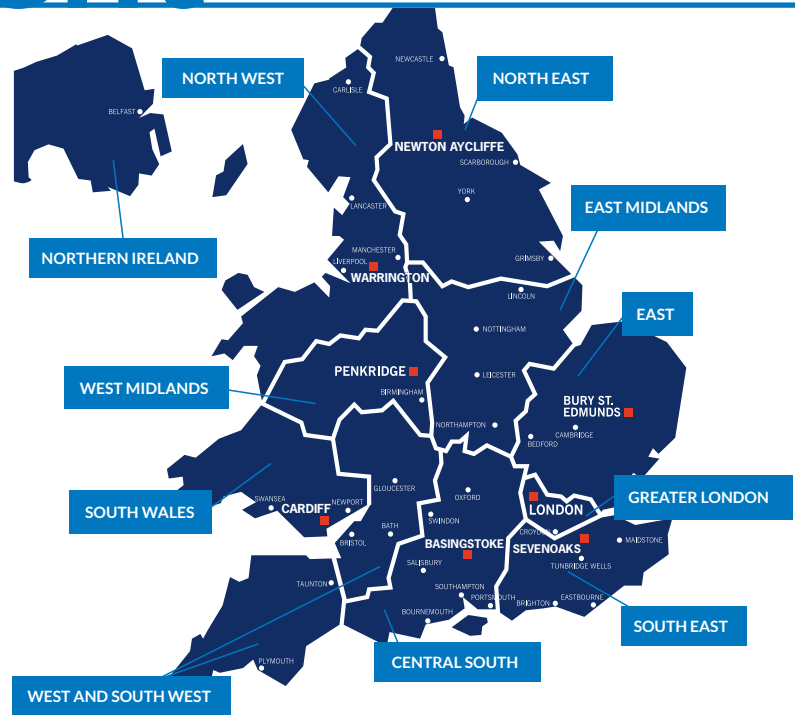 NEWCASTLE
NORTH WEST
NORTH EAST
CARLISLE
BELFAST
NEWTON AYCLIFFE
SCARBOROUGH
YORK
LANCASTER
EAST MIDLANDS
NORTHERN IRELAND
MANCHESTER
LIVERPOOL
WARRINGTON
GRIMSBY
LINCOLN
EAST
NOTTINGHAM
PENKRIDGE
LEICESTER
WEST MIDLANDS
BIRMINGHAM
BURY ST.
EDMUNDS
NORTHAMPTON
CAMBRIDGE
BEDFORD
GLOUCESTER
OXFORD
SOUTH WALES
SWANSEA
NEWPORT
CARDIFF
LONDON
GREATER LONDON
SWINDON
BATH
BRISTOL
CROYDON
BASINGSTOKE
SEVENOAKS
MAIDSTONE
SALISBURY
TUNBRIDGE WELLS
TAUNTON
SOUTHAMPTON
PORTSMOUTH
BRIGHTON
EASTBOURNE
BOURNEMOUTH
SOUTH EAST
PLYMOUTH
CENTRAL SOUTH
WEST AND SOUTH WEST